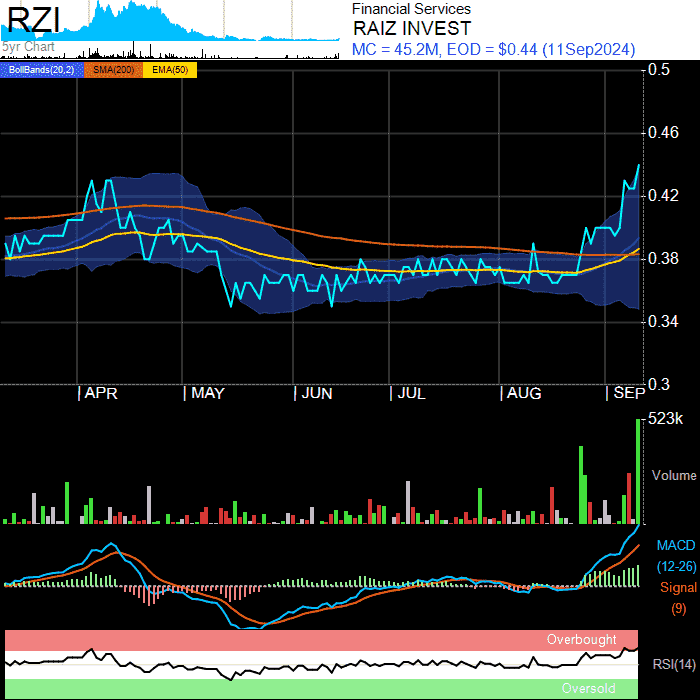 RZI
5yr Chart
Financial Services
RAIZ INVEST
MC = 45.2M, EOD = $0.44 (11Sep2024)
BollBands(20,2) SMA(200) EMA(50)
0.5
0.46
0.42
0.38
0.34
0.3
APR MAY JUN JUL AUG SEP
523k
Volume
MACD
(12-26)
Signal
(9)
Overbought
RSI(14)
Oversold